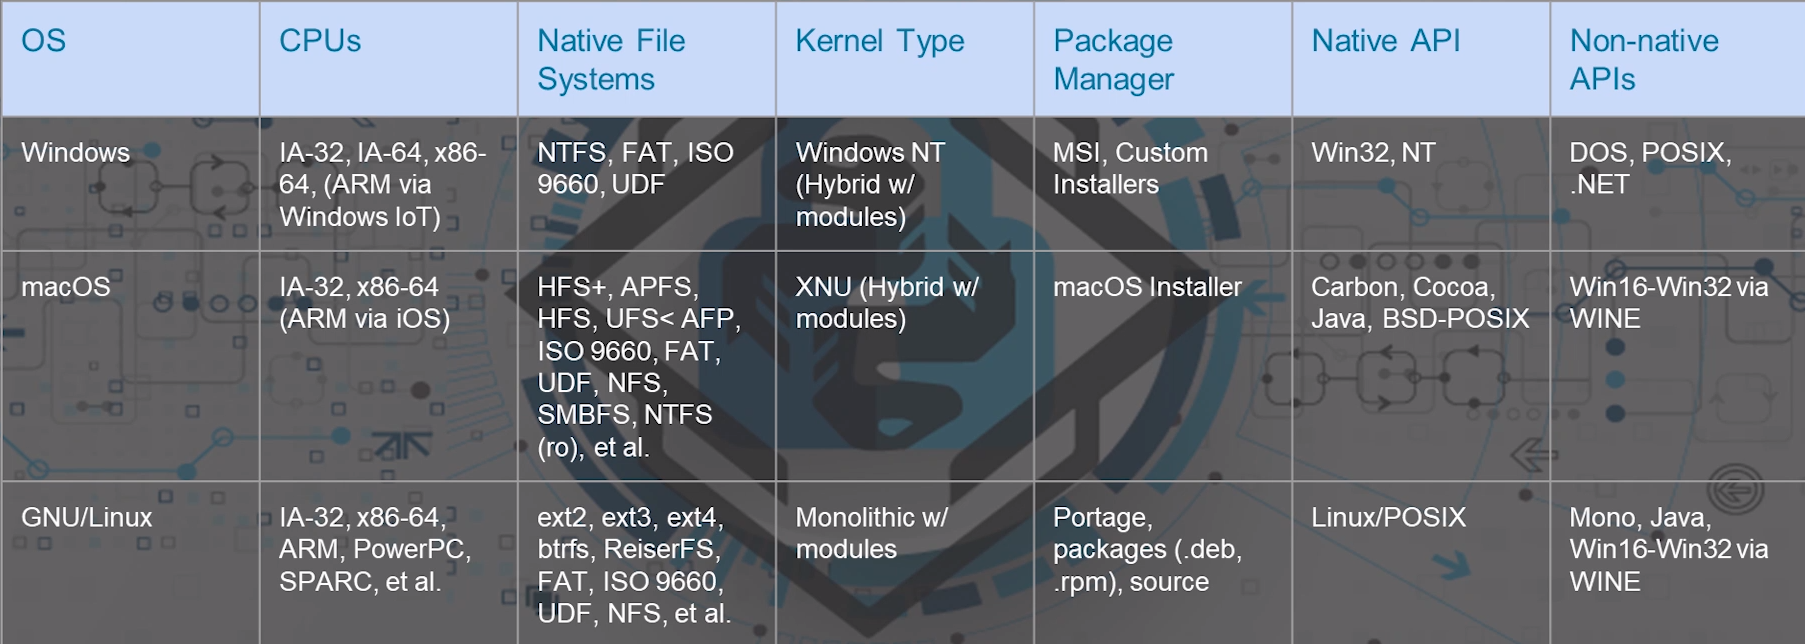 OS
CPUs
Native File
Systems
Kernel Type
Package
Manager
Native API
Non-native
APIs
Windows
IA-32, IA-64, x86-
64, (ARM via
Windows IoT)
NTFS, FAT, ISO
9660, UDF
Windows NT
(Hybrid w/
modules)
MSI, Custom
Installers
Win32, NT
DOS, POSIX,
.NET
macOS
IA-32, x86-64
(ARM via iOS)
HFS+, APFS,
HFS, UFS< AFP,
ISO 9660, FAT,
UDF, NFS,
SMBFS, NTFS
(ro), et al.
XNU (Hybrid w/
modules)
macOS Installer
Carbon, Cocoa,
Java, BSD-POSIX
Win16-Win32 via
WINE
GNU/Linux
IA-32, x86-64,
ARM, PowerPC,
SPARC, et al.
ext2, ext3, ext4,
btrfs, ReiserFS,
FAT, ISO 9660,
UDF, NFS, et al.
Monolithic w/
modules
Portage,
packages (.deb,
.rpm), source
Linux/POSIX
Mono, Java,
Win16-Win32 via
WINE